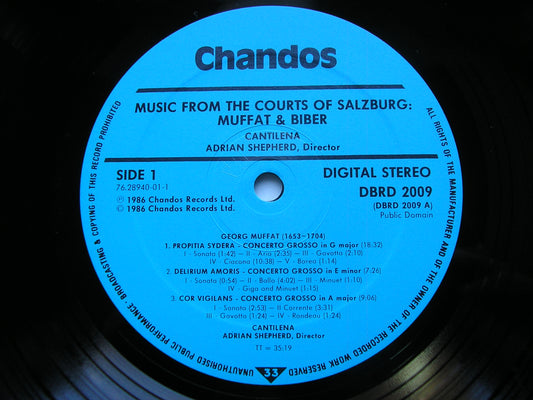 Chandos
MUSIC FROM THE COURTS OF SALZBURG:
MUFFAT & BIBER
CANTILENA
ADRIAN SHEPHERD, Director
SIDE 1
76.28940-01-1
℗ 1986 Chandos Records Ltd.
© 1986 Chandos Records Ltd.
DIGITAL STEREO
DBRD 2009
(DBRD 2009 A)
Public Domain
GEORG MUFFAT (1653-1704)
1. PROPITIA SYDERA - CONCERTO GROSSO in G major (18:32)
I - Sonata (1:42) - II - Aria (2:35) - III - Gavotta (2:10)
IV - Ciacona (10:38) - V - Borea (1:14)
2. DELIRIUM AMORIS - CONCERTO GROSSO in E minor (7:26)
I - Sonata (0:54) - II - Ballo (4:02) - III - Minuet (1:10)
IV - Giga and Minuet (1:15)
3. COR VIGILANS - CONCERTO GROSSO in A major (9:06)
I - Sonata (2:53) - II Corrente (3:31)
III - Gavotta (1:24) - IV - Rondeau (1:24)
CANTILENA
ADRIAN SHEPHERD, Director
TT = 35:19
ALL RIGHTS OF THE MANUFACTURER AND OF THE OWNER OF THE RECORDED WORK RESERVED
33
UNAUTHORISED PUBLIC PERFORMANCE: BROADCASTING & COPYING OF THIS RECORD PROHIBITED